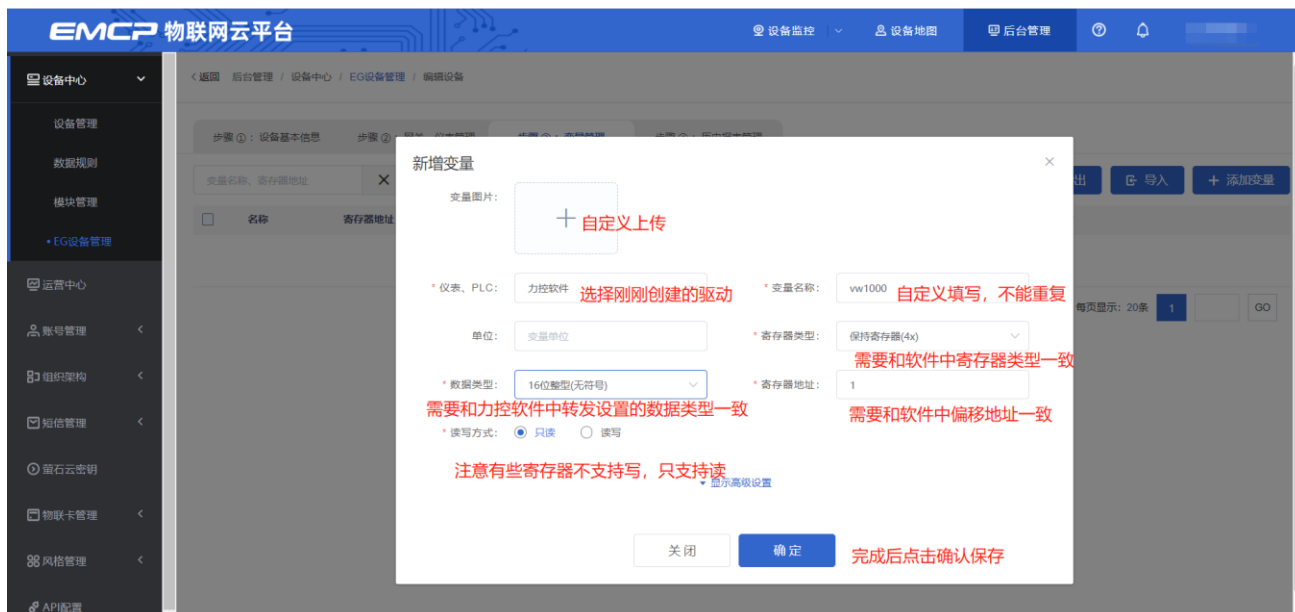 EMCP 物联网云平台
设备监控
设备地图
后台管理
设备中心
< 返回 后台管理 / 设备中心 / EG设备管理 / 编辑设备
设备管理
步骤①：设备基本信息
步骤②：
数据规则
新增变量
变量名称、寄存器地址
出
导入
+ 添加变量
模块管理
变量图片：
自定义上传
名称
寄存器地址
• EG设备管理
运营中心
* 仪表、PLC： 力控软件 选择刚刚创建的驱动
* 变量名称： vw1000 自定义填写，不能重复
每页显示：20条 1 GO
账号管理
单位： 变量单位
* 寄存器类型： 保持寄存器(4x)
需要和软件中寄存器类型一致
组织架构
* 数据类型： 16位整型(无符号)
* 寄存器地址： 1
需要和力控软件中转发设置的数据类型一致
需要和软件中偏移地址一致
短信管理
* 读写方式： 只读 读写
萤石云密钥
注意有些寄存器不支持写，只支持读
显示高级设置
物联卡管理
关闭
确定
完成后点击确认保存
风格管理
API配置